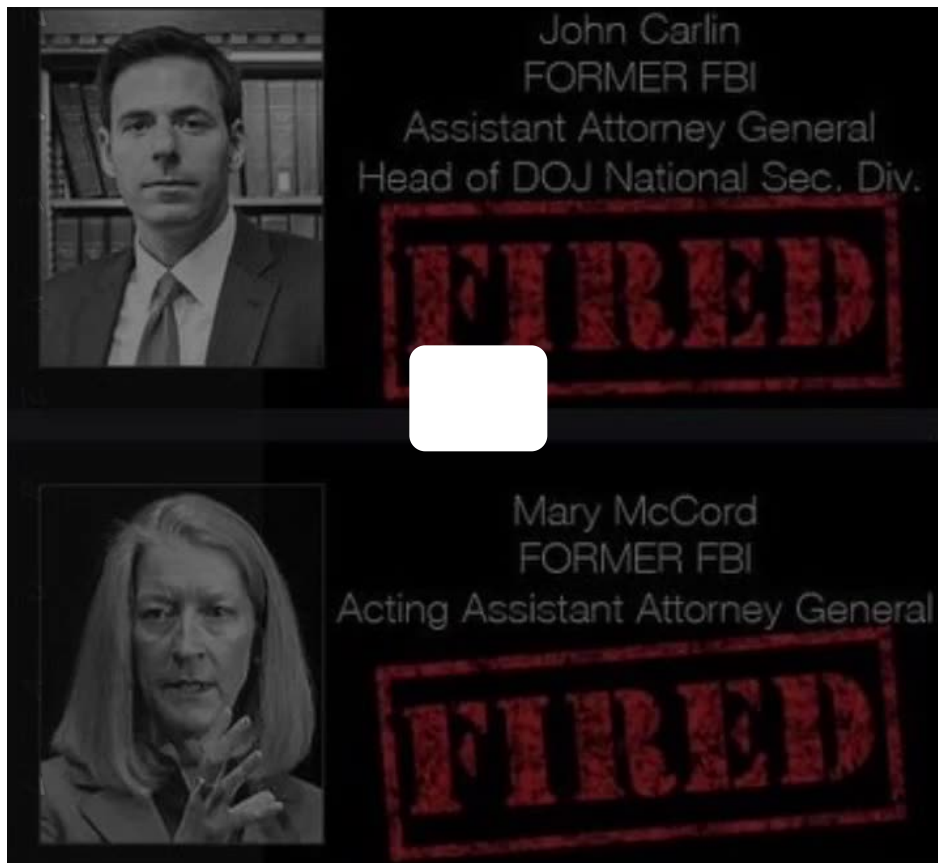 John Carlin
FORMER FBI
Assistant Attorney General
Head of DOJ National Sec. Div.
FIRED
Mary McCord
FORMER FBI
Acting Assistant Attorney General
FIRED